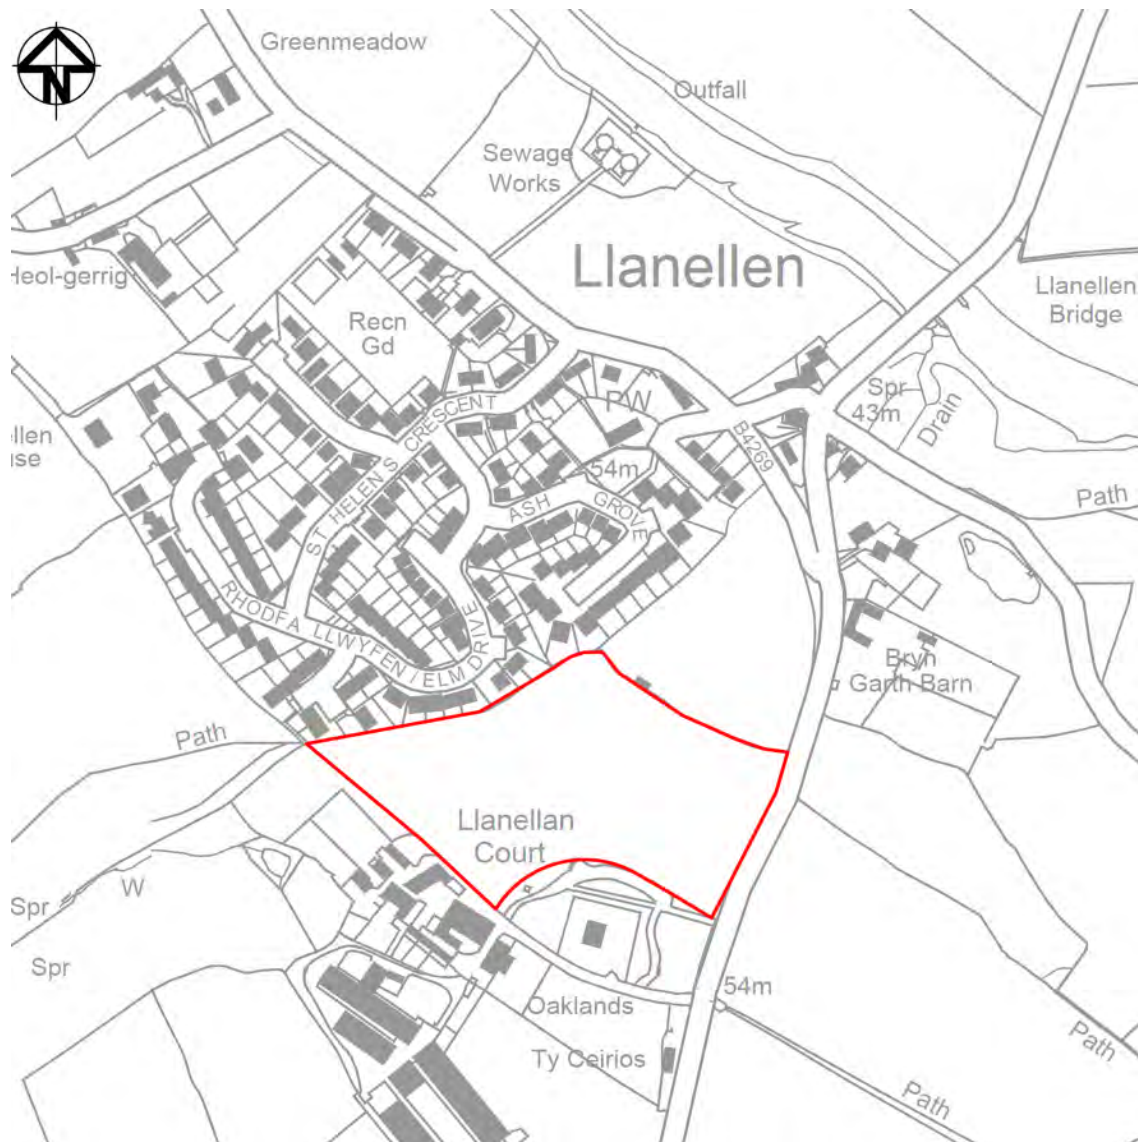 N
Greenmeadow
Outfall
Sewage
Works
Llanellen
Heol-gerrig
Llanellen
Bridge
Recn
Gd
Spr
43m
Drain
PW
B4269
ST HELEN'S CRESCENT
54m
ASH GROVE
Path
llen
use
RHODFA LLWYFEN / ELM DRIVE
Bryn
Garth Barn
Path
Llanellan
Court
W
Spr
Spr
54m
Oaklands
Ty Ceirios
Path
Path